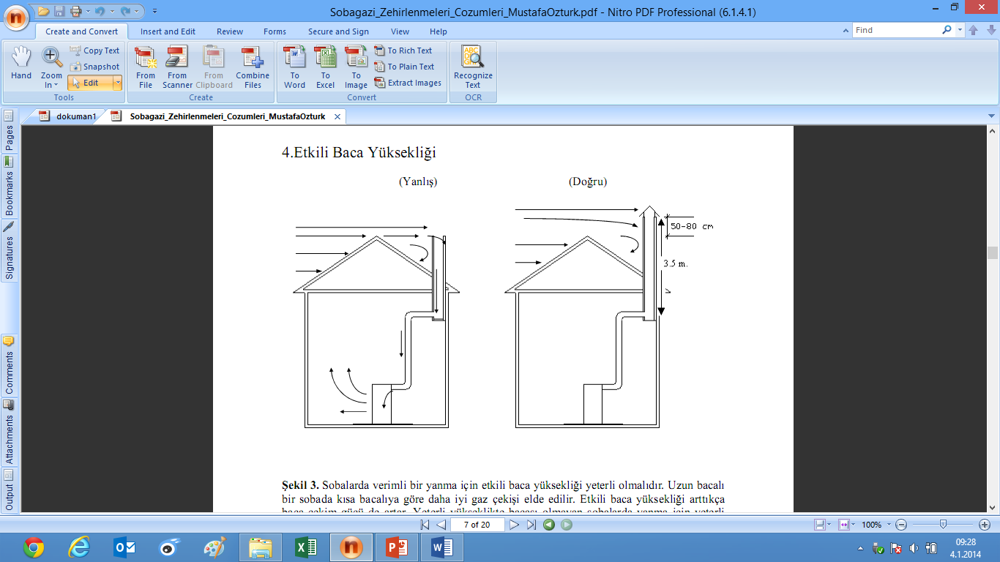 Sobagazi_Zehirlenmeleri_Cozumleri_MustafaOzturk.pdf - Nitro PDF Professional (6.1.4.1)
Create and Convert
Insert and Edit
Review
Forms
Secure and Sign
View
Help
Find
Hand
Zoom In
Copy Text
Snapshot
Edit
Tools
From File
From Scanner
From Clipboard
Combine Files
Create
To Word
To Excel
To Image
To Rich Text
To Plain Text
Extract Images
Convert
Recognize Text
OCR
dokuman1
Sobagazi_Zehirlenmeleri_Cozumleri_MustafaOzturk
Pages
Bookmarks
Signatures
Comments
Attachments
Output
4.Etkili Baca Yüksekliği
(Yanlış) (Doğru)
50-80 cm
3.5 m.
Şekil 3. Sobalarda verimli bir yanma için etkili baca yüksekliği yeterli olmalıdır. Uzun bacalı
bir sobada kısa bacalıya göre daha iyi gaz çekişi elde edilir. Etkili baca yüksekliği arttıkça
baca çekim gücü de artar. Yeterli yükseklikte bacası olmayan sobalarda yanma için yeterli
7 of 20
100%
09:28
4.1.2014